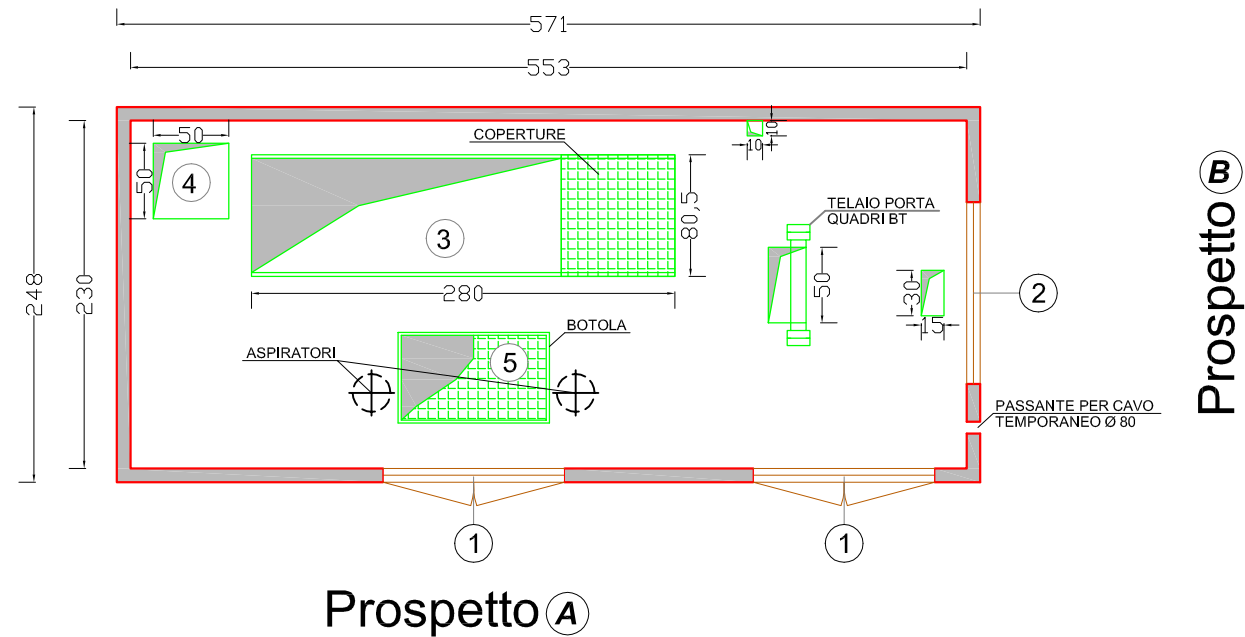 571
553
50
COPERTURE
10
10
50
4
80,5
TELAIO PORTA
QUADRI BT
3
50
30
248
230
280
15
2
BOTOLA
ASPIRATORI
5
PASSANTE PER CAVO
TEMPORANEO Ø 80
1
1
Prospetto A
Prospetto B